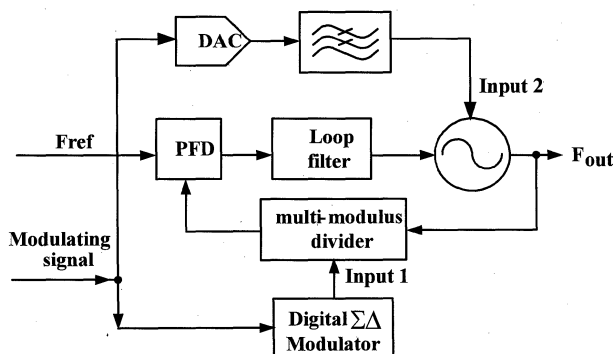 DAC
Input 2
Fref
PFD
Loop
filter
Fout
multi-modulus
divider
Modulating
signal
Input 1
Digital ΣΔ
Modulator